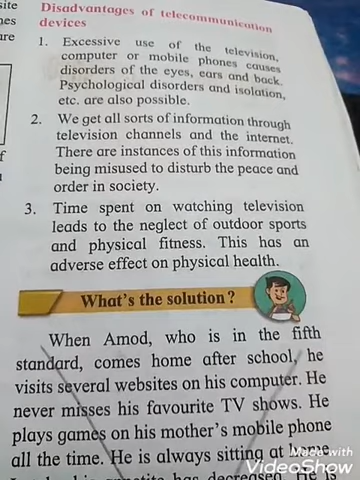 site
nes
are
f
Disadvantages of telecommunication
devices
1. Excessive use of the television,
computer or mobile phones causes
disorders of the eyes, ears and back.
Psychological disorders and isolation,
etc. are also possible.
2. We get all sorts of information through
television channels and the internet.
There are instances of this information
being misused to disturb the peace and
order in society.
3. Time spent on watching television
leads to the neglect of outdoor sports
and physical fitness. This has an
adverse effect on physical health.
What's the solution?
When Amod, who is in the fifth
standard, comes home after school, he
visits several websites on his computer. He
never misses his favourite TV shows. He
plays games on his mother's mobile phone
all the time. He is always sitting at home
appetite has decreased. He is
Made with
VideoShow